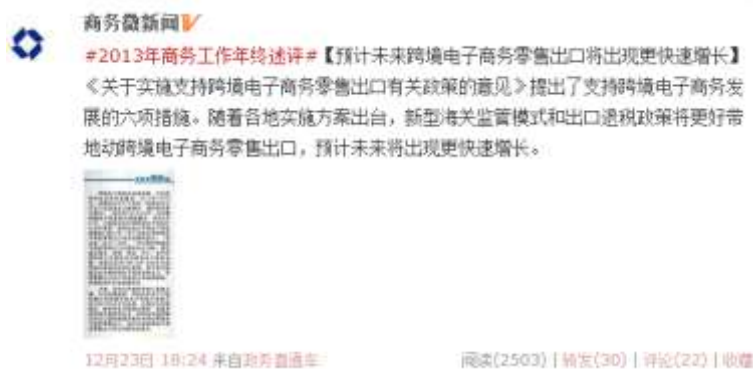 商务微新闻
#2013年商务工作年终述评#【预计未来跨境电子商务零售出口将出现更快速增长】
《关于实施支持跨境电子商务零售出口有关政策的意见》提出了支持跨境电子商务发
展的六项措施。随着各地实施方案出台，新型海关监管模式和出口退税政策将更好带
地动跨境电子商务零售出口，预计未来将出现更快速增长。
12月23日 18:24 来自政务直通车 阅读(2503) | 转发(30) | 评论(22) | 收藏